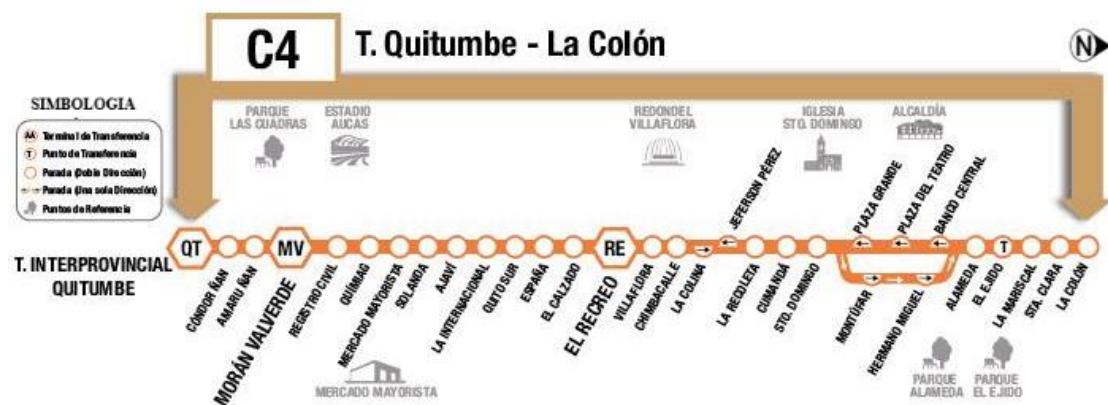 C4
T. Quitumbe - La Colón
N
SIMBOLOGIA
Terminal de Transferencia
T
Punto de Transferencia
Parada (Doble Dirección)
Parada (Una sola Dirección)
Puntos de Referencia
PARQUE
LAS CUADRAS
ESTADIO
AUCAS
REDONDEL
VILLAFLORA
IGLESIA
STO. DOMINGO
ALCALDÍA
JEFERSON PÉREZ
PLAZA GRANDE
PLAZA DEL TEATRO
BANCO CENTRAL
QT
MV
RE
T
T. INTERPROVINCIAL
QUITUMBE
CÓNDOR ÑAN
AMARU ÑAN
MORÁN VALVERDE
REGISTRO CIVIL
QUIMIAG
MERCADO MAYORISTA
SOLANDA
AJAVÍ
LA INTERNACIONAL
QUITO SUR
ESPAÑA
EL CALZADO
EL RECREO
VILLAFLORA
CHIMBACALLE
LA COLINA
LA RECOLETA
CUMANDÁ
STO. DOMINGO
MONTÚFAR
HERMANO MIGUEL
ALAMEDA
EL EJIDO
LA MARISCAL
STA. CLARA
LA COLÓN
MERCADO MAYORISTA
PARQUE
ALAMEDA
PARQUE
EL EJIDO